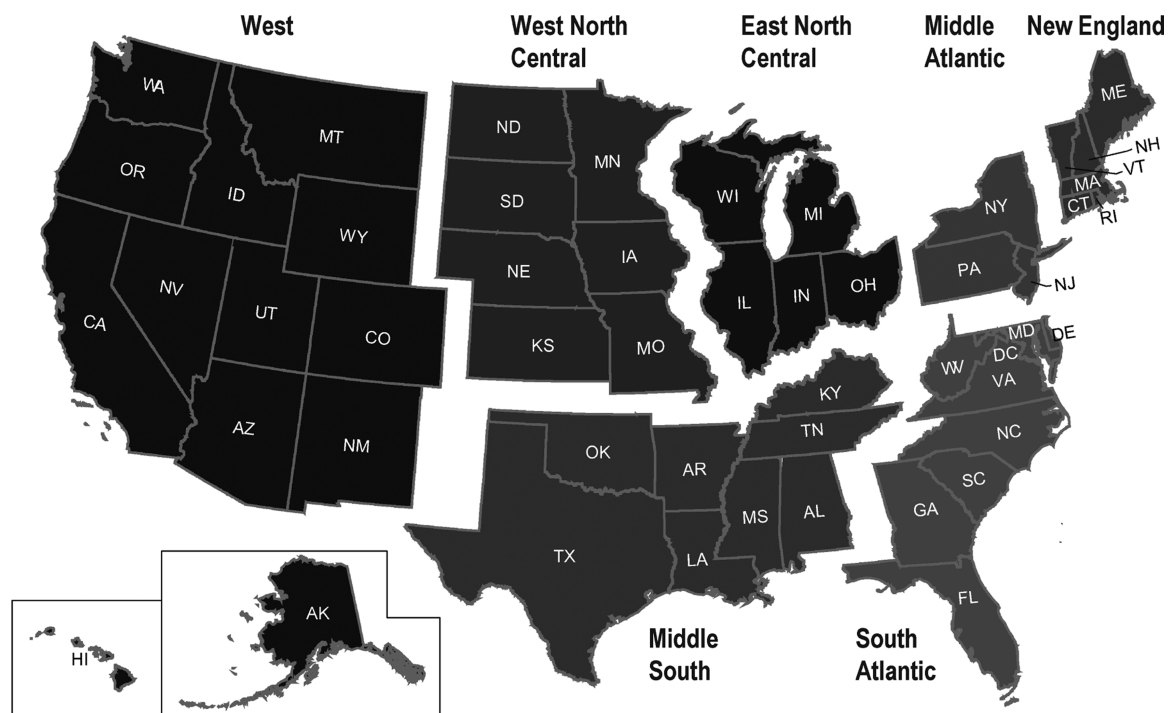 West
West North
Central
East North
Central
Middle
Atlantic
New England
WA
OR
CA
NV
ID
MT
WY
UT
CO
AZ
NM
ND
SD
NE
KS
MN
IA
MO
WI
MI
IL
IN
OH
NY
PA
NJ
ME
NH
VT
MA
CT
RI
OK
TX
AR
LA
KY
TN
MS
AL
MD
DE
DC
WV
VA
NC
SC
GA
FL
AK
HI
Middle
South
South
Atlantic